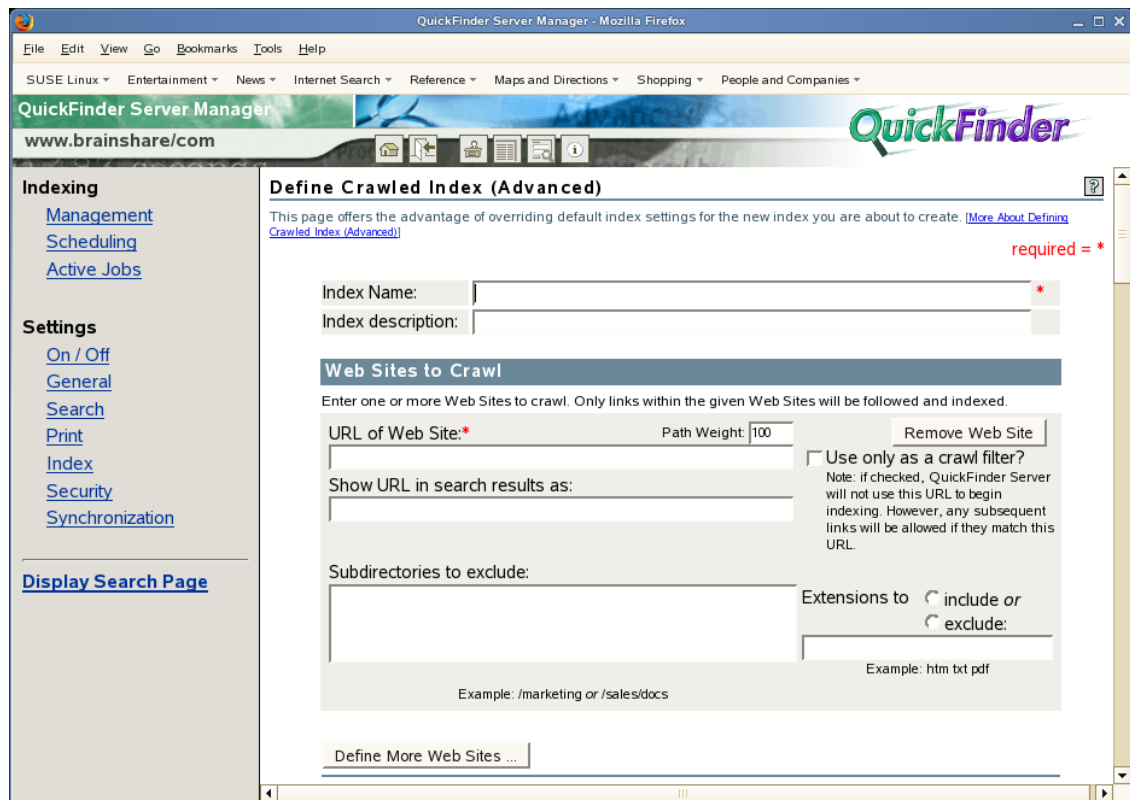 QuickFinder Server Manager - Mozilla Firefox
File Edit View Go Bookmarks Tools Help
SUSE Linux Entertainment News Internet Search Reference Maps and Directions Shopping People and Companies
QuickFinder Server Manager
Advanced Sea
www.brainshare/com
QuickFinder
Indexing
Management
Scheduling
Active Jobs
Settings
On / Off
General
Search
Print
Index
Security
Synchronization
Display Search Page
Define Crawled Index (Advanced)
?
This page offers the advantage of overriding default index settings for the new index you are about to create. [More About Defining
Crawled Index (Advanced)]
required = *
Index Name: *
Index description:
Web Sites to Crawl
Enter one or more Web Sites to crawl. Only links within the given Web Sites will be followed and indexed.
URL of Web Site:* Path Weight: 100 Remove Web Site
Use only as a crawl filter?
Note: if checked, QuickFinder Server
will not use this URL to begin
indexing. However, any subsequent
links will be allowed if they match this
URL.
Show URL in search results as:
Subdirectories to exclude:
Extensions to include or
exclude:
Example: htm txt pdf
Example: /marketing or /sales/docs
Define More Web Sites ...